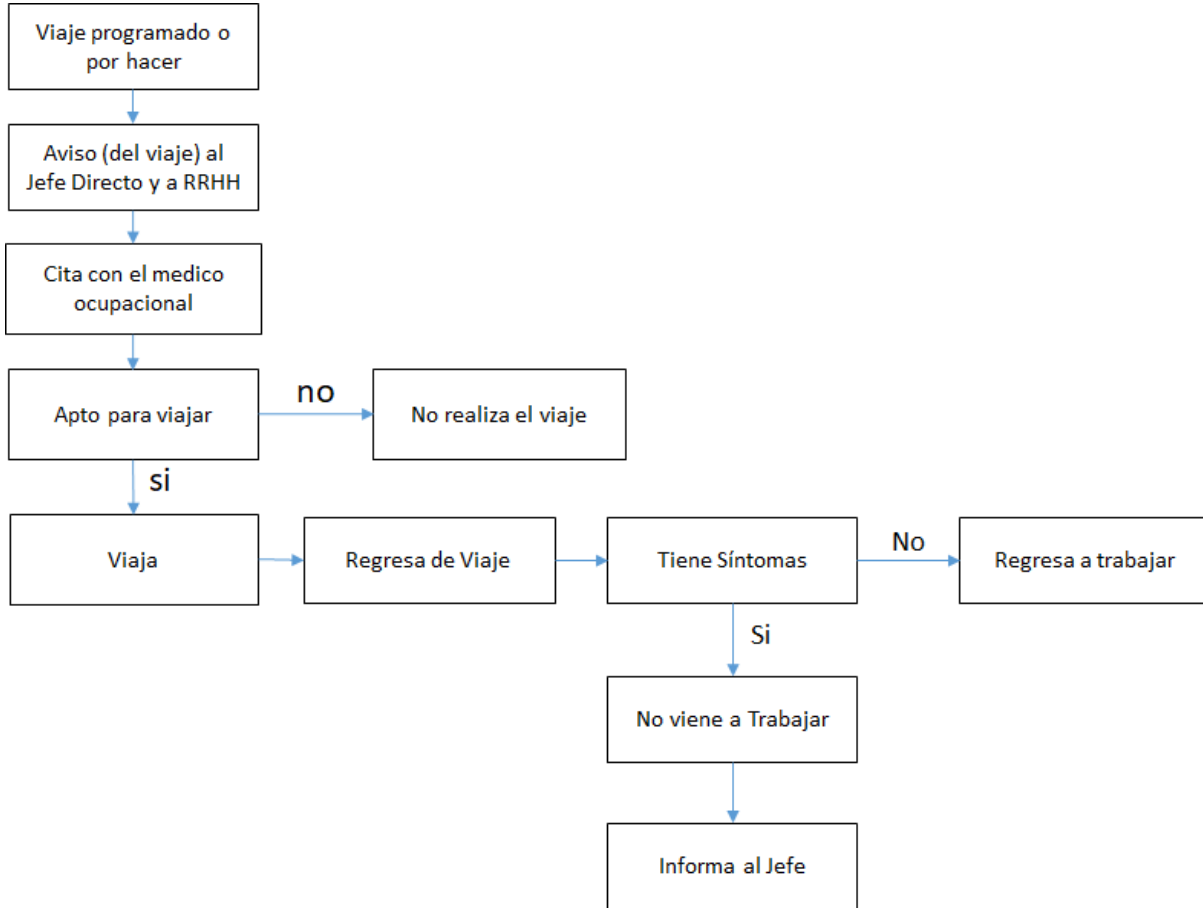 Viaje programado o
por hacer
Aviso (del viaje) al
Jefe Directo y a RRHH
Cita con el medico
ocupacional
Apto para viajar
no
No realiza el viaje
si
Viaja
Regresa de Viaje
Tiene Síntomas
No
Regresa a trabajar
Si
No viene a Trabajar
Informa al Jefe